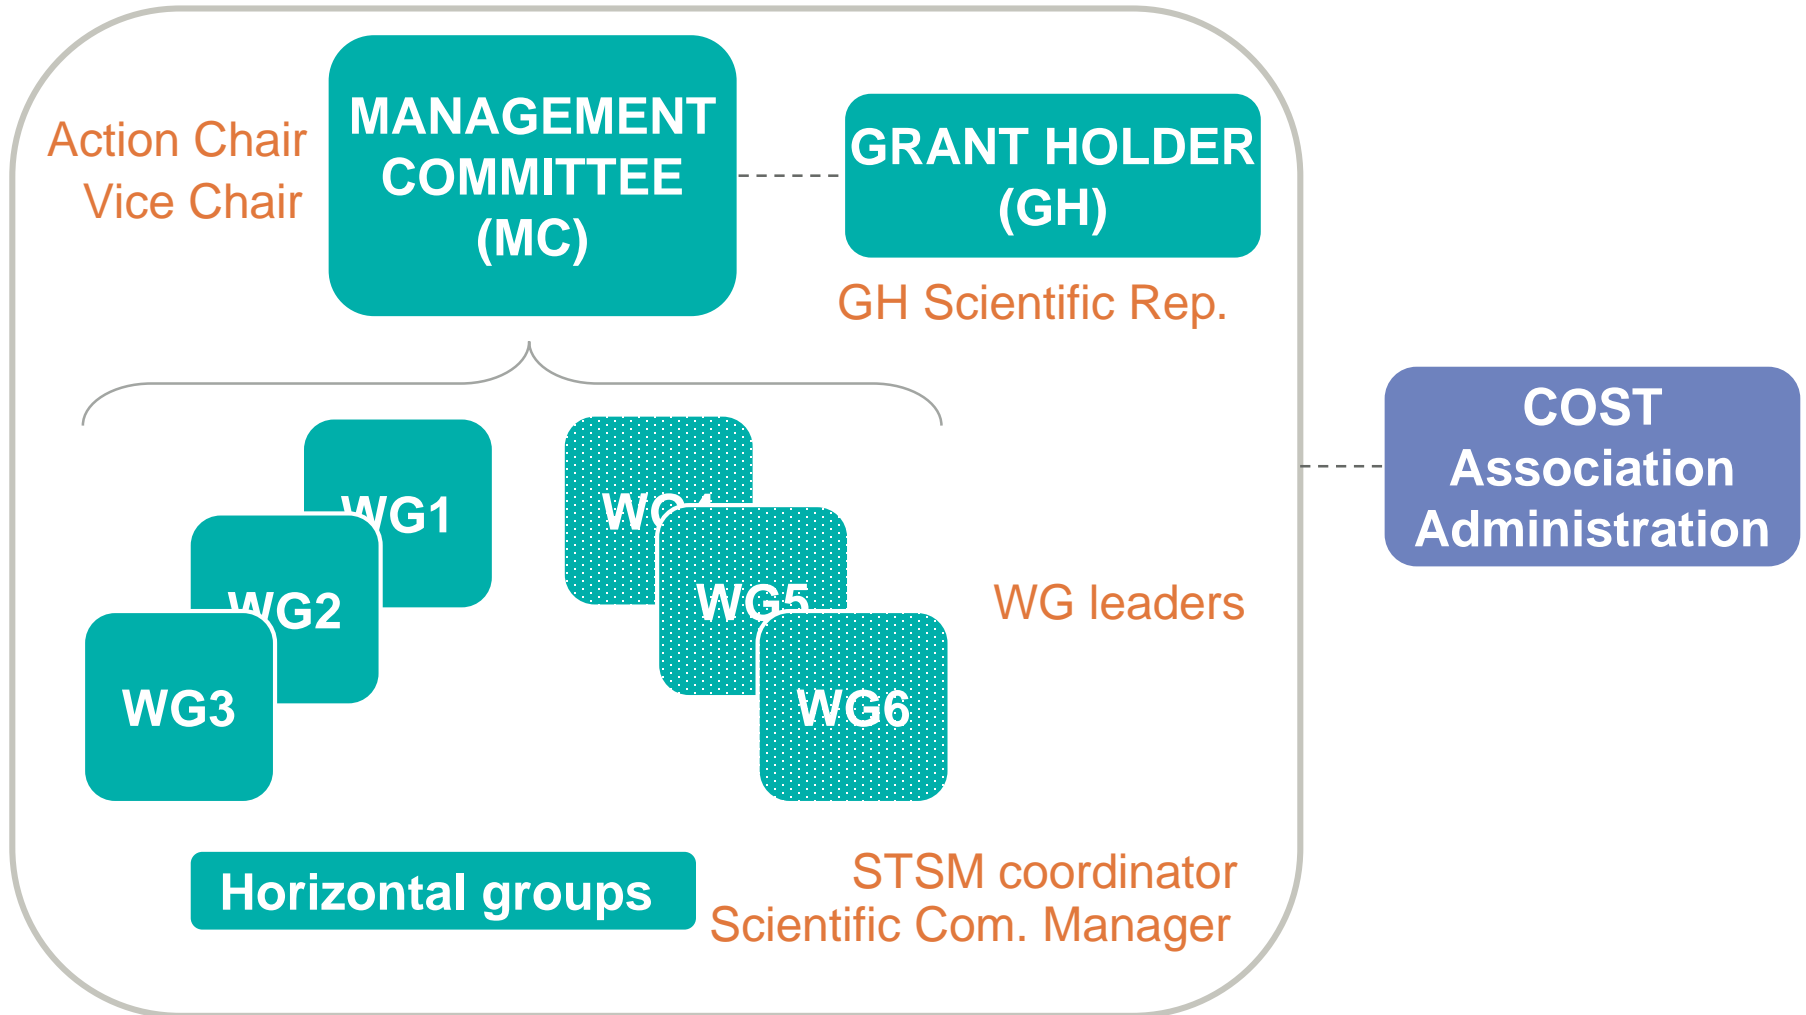 Action Chair
Vice Chair
MANAGEMENT
COMMITTEE
(MC)
GRANT HOLDER
(GH)
GH Scientific Rep.
COST
Association
Administration
WG1
WG2
WG3
WG5
WG6
WG leaders
Horizontal groups
STSM coordinator
Scientific Com. Manager